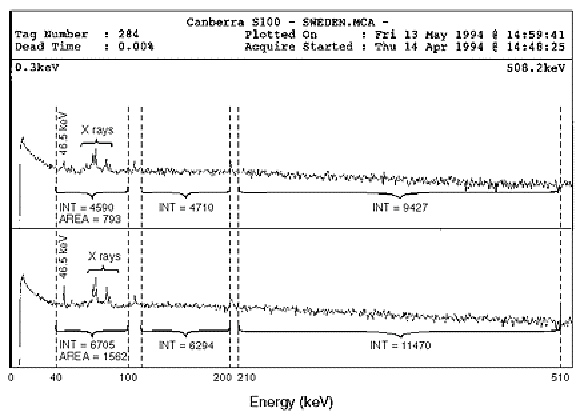 Canberra S100 - SWEDEN.MCA -
Tag Number : 284 Plotted On : Fri 13 May 1994 @ 14:59:41
Dead Time : 0.00% Acquire Started : Thu 14 Apr 1994 @ 14:48:25
0.3keV 508.2keV
46.5 keV
X rays
INT = 4590 INT = 4710 INT = 9427
AREA = 793
46.5 keV
X rays
INT = 6705 INT = 6294 INT = 11470
AREA = 1562
0 40 100 200 210 510
Energy (keV)